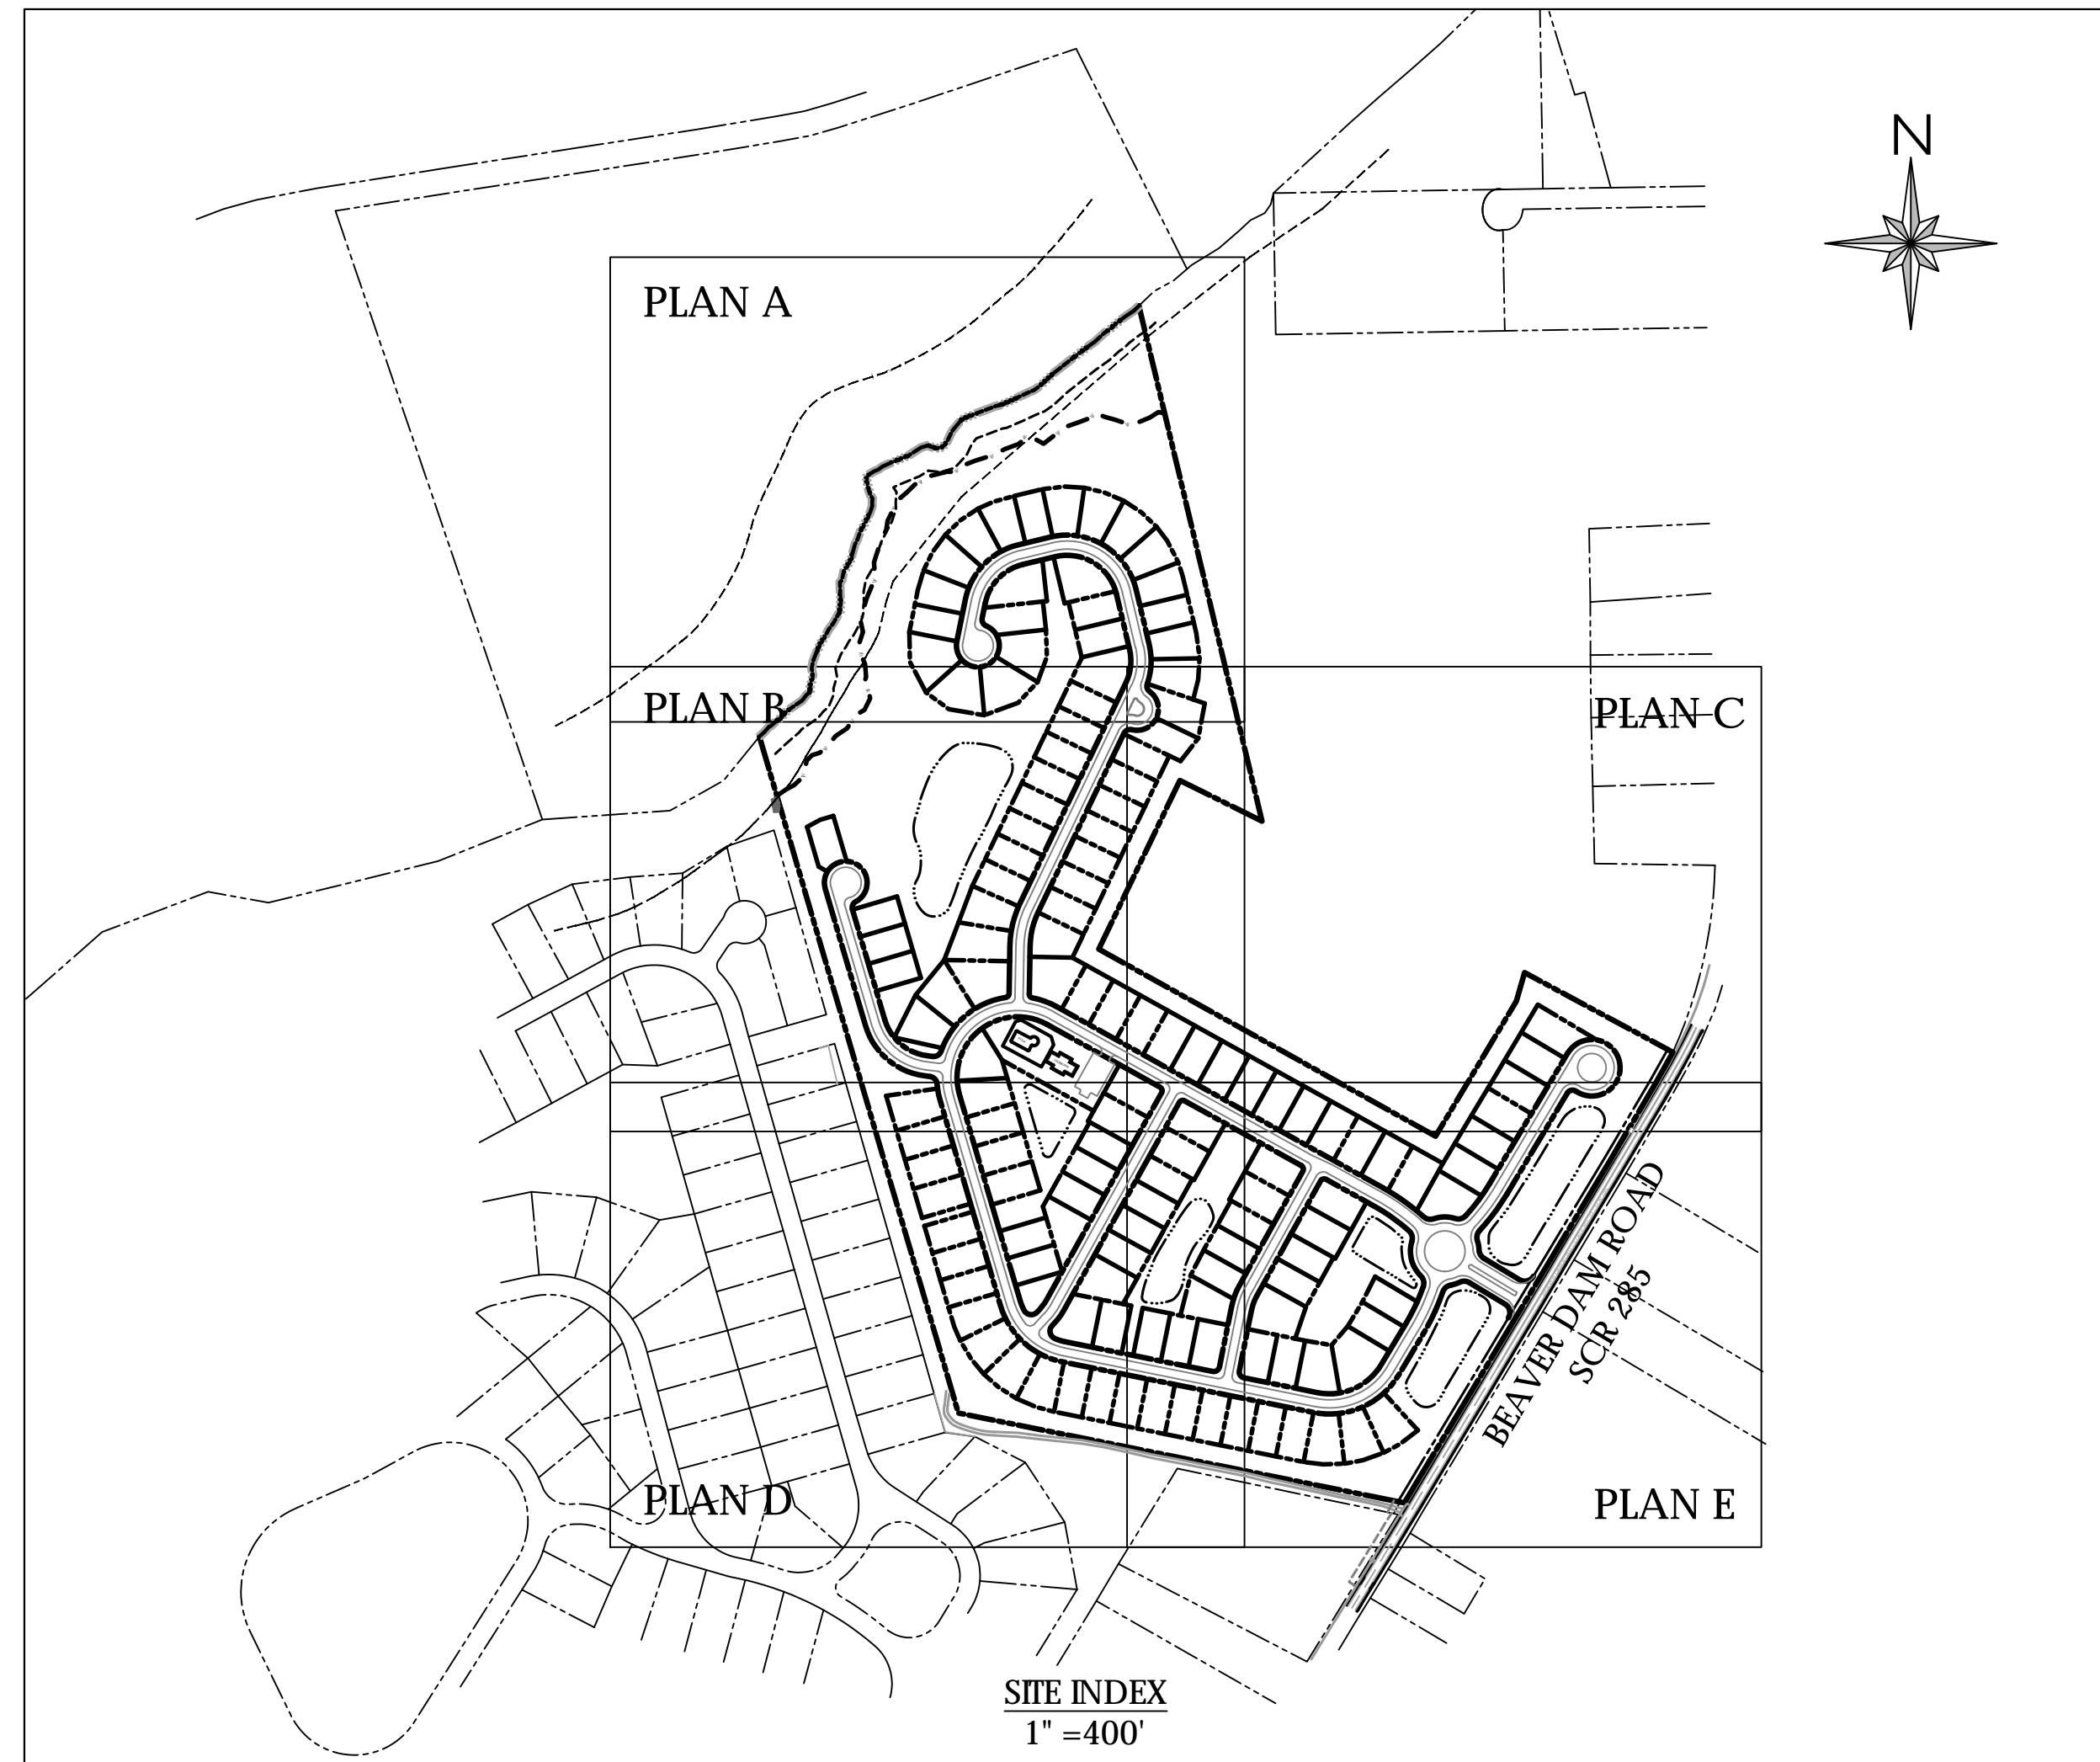 N
PLAN A
PLAN B
PLAN C
BEAVER DAM ROAD
SCR 285
PLAN D
PLAN E
SITE INDEX
1" =400'